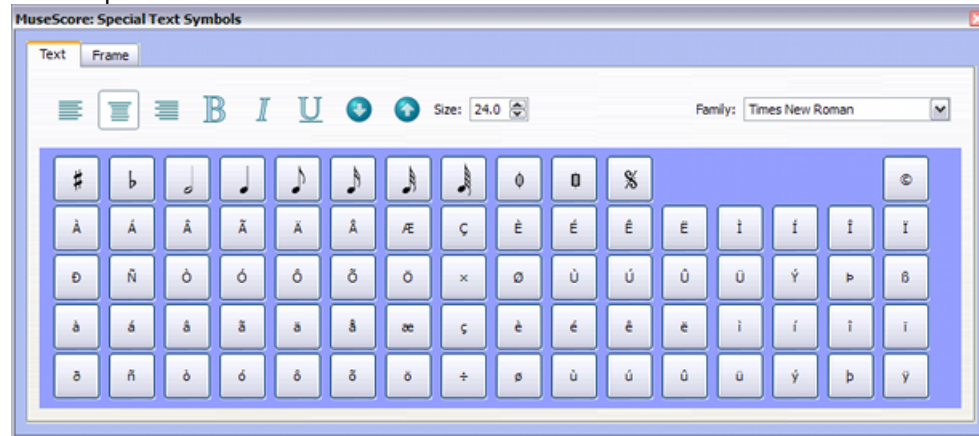 MuseScore: Special Text Symbols
Text Frame
B I U Size: 24.0 Family: Times New Roman
♯ ♭ 𝅗𝅥 ♩ ♪ 𝅘𝅥𝅯 𝅘𝅥𝅰 𝅘𝅥𝅱 𝄋 ©
À Á Â Ã Ä Å Æ Ç È É Ê Ë Ì Í Î Ï
Ð Ñ Ò Ó Ô Õ Ö × Ø Ù Ú Û Ü Ý Þ ß
à á â ã ä å æ ç è é ê ë ì í î ï
ð ñ ò ó ô õ ö ÷ ø ù ú û ü ý þ ÿ